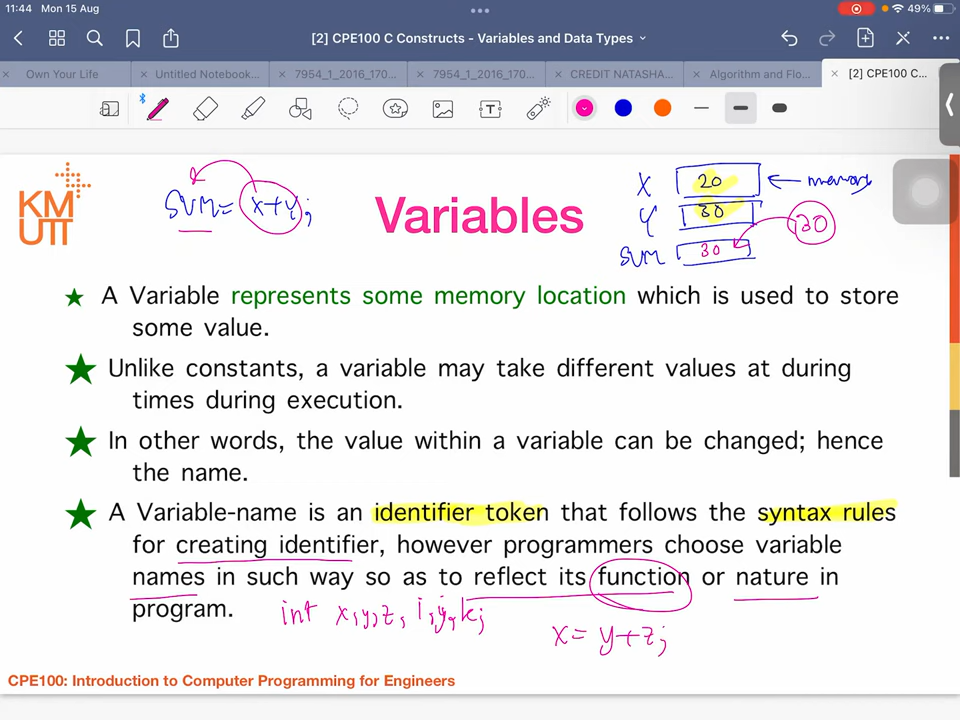 11:44 Mon 15 Aug
49%
[2] CPE100 C Constructs - Variables and Data Types
Own Your Life
Untitled Notebook...
7954_1_2016_170...
7954_1_2016_170...
CREDIT NATASHA...
Algorithm and Flo...
[2] CPE100 C Co...
KMUTT
SUM = x+y;
Variables
X 20 ← memory
Y 30
SUM 30
30
A Variable represents some memory location which is used to store
some value.
Unlike constants, a variable may take different values at during
times during execution.
In other words, the value within a variable can be changed; hence
the name.
A Variable-name is an identifier token that follows the syntax rules
for creating identifier, however programmers choose variable
names in such way so as to reflect its function or nature in
program.
int x,y,z, i,j,k;
x = y+z;
CPE100: Introduction to Computer Programming for Engineers